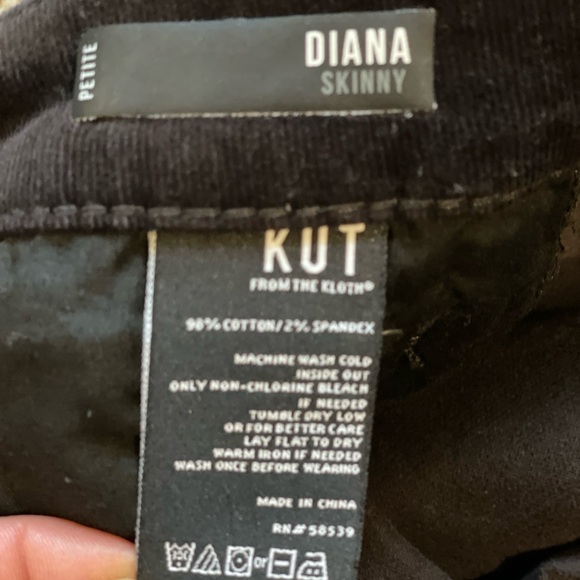 PETITE
DIANA
SKINNY
KUT
FROM THE KLOTH®
98% COTTON/2% SPANDEX
MACHINE WASH COLD
INSIDE OUT
ONLY NON-CHLORINE BLEACH
IF NEEDED
TUMBLE DRY LOW
OR FOR BETTER CARE
LAY FLAT TO DRY
WARM IRON IF NEEDED
WASH ONCE BEFORE WEARING
MADE IN CHINA
RN# 58539
or